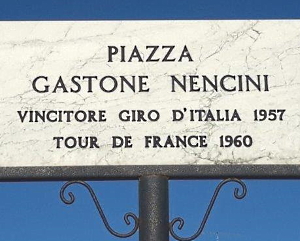 PIAZZA
GASTONE NENCINI
VINCITORE GIRO D'ITALIA 1957
TOUR DE FRANCE 1960